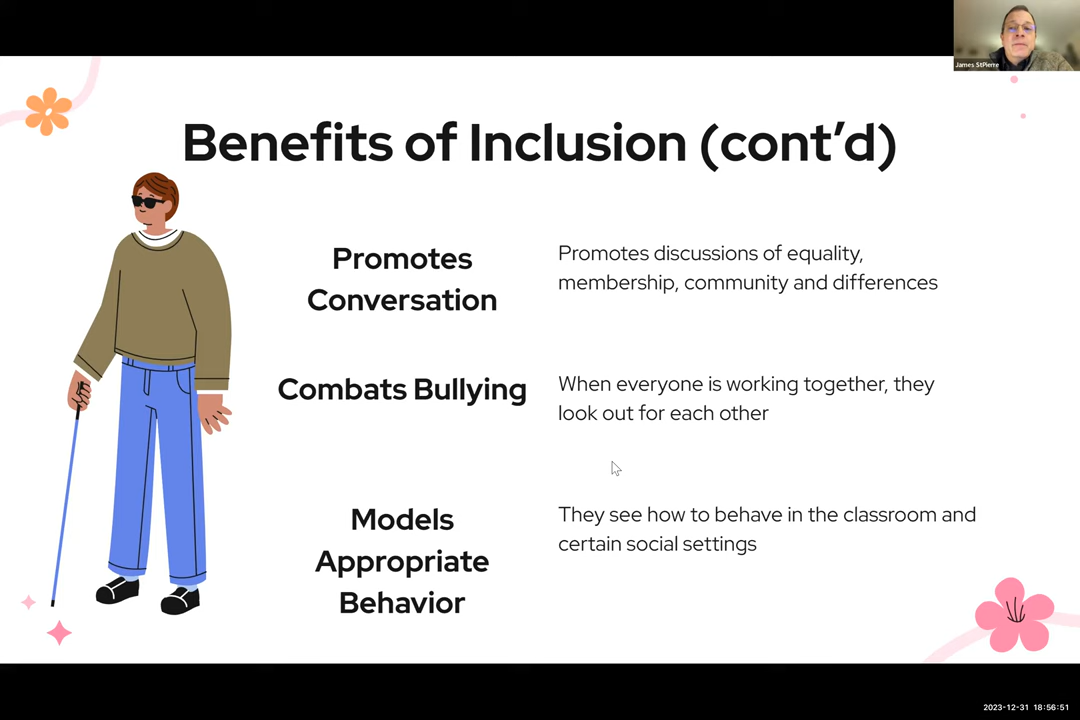 James StPierre
Benefits of Inclusion (cont’d)
Promotes
Conversation
Promotes discussions of equality,
membership, community and differences
Combats Bullying
When everyone is working together, they
look out for each other
Models
Appropriate
Behavior
They see how to behave in the classroom and
certain social settings
2023-12-31 18:56:51